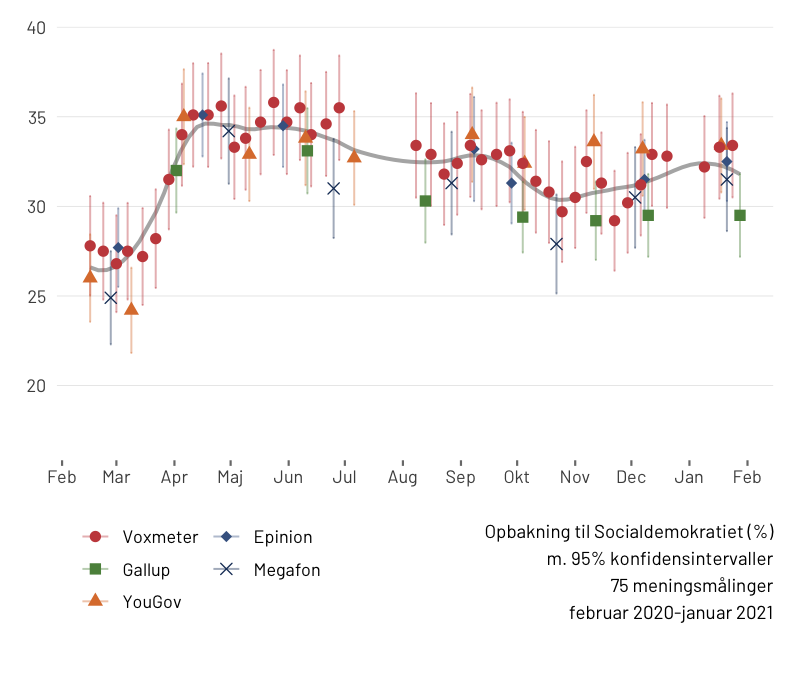 40
35
30
25
20
Feb Mar Apr Maj Jun Jul Aug Sep Okt Nov Dec Jan Feb
Voxmeter Epinion
Gallup Megafon
YouGov
Opbakning til Socialdemokratiet (%)
m. 95% konfidensintervaller
75 meningsmålinger
februar 2020-januar 2021